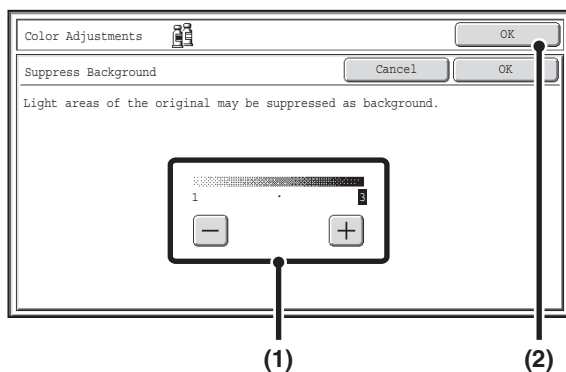 Color Adjustments OK
Suppress Background Cancel OK
Light areas of the original may be suppressed as background.
1 · 3
− +
(1) (2)